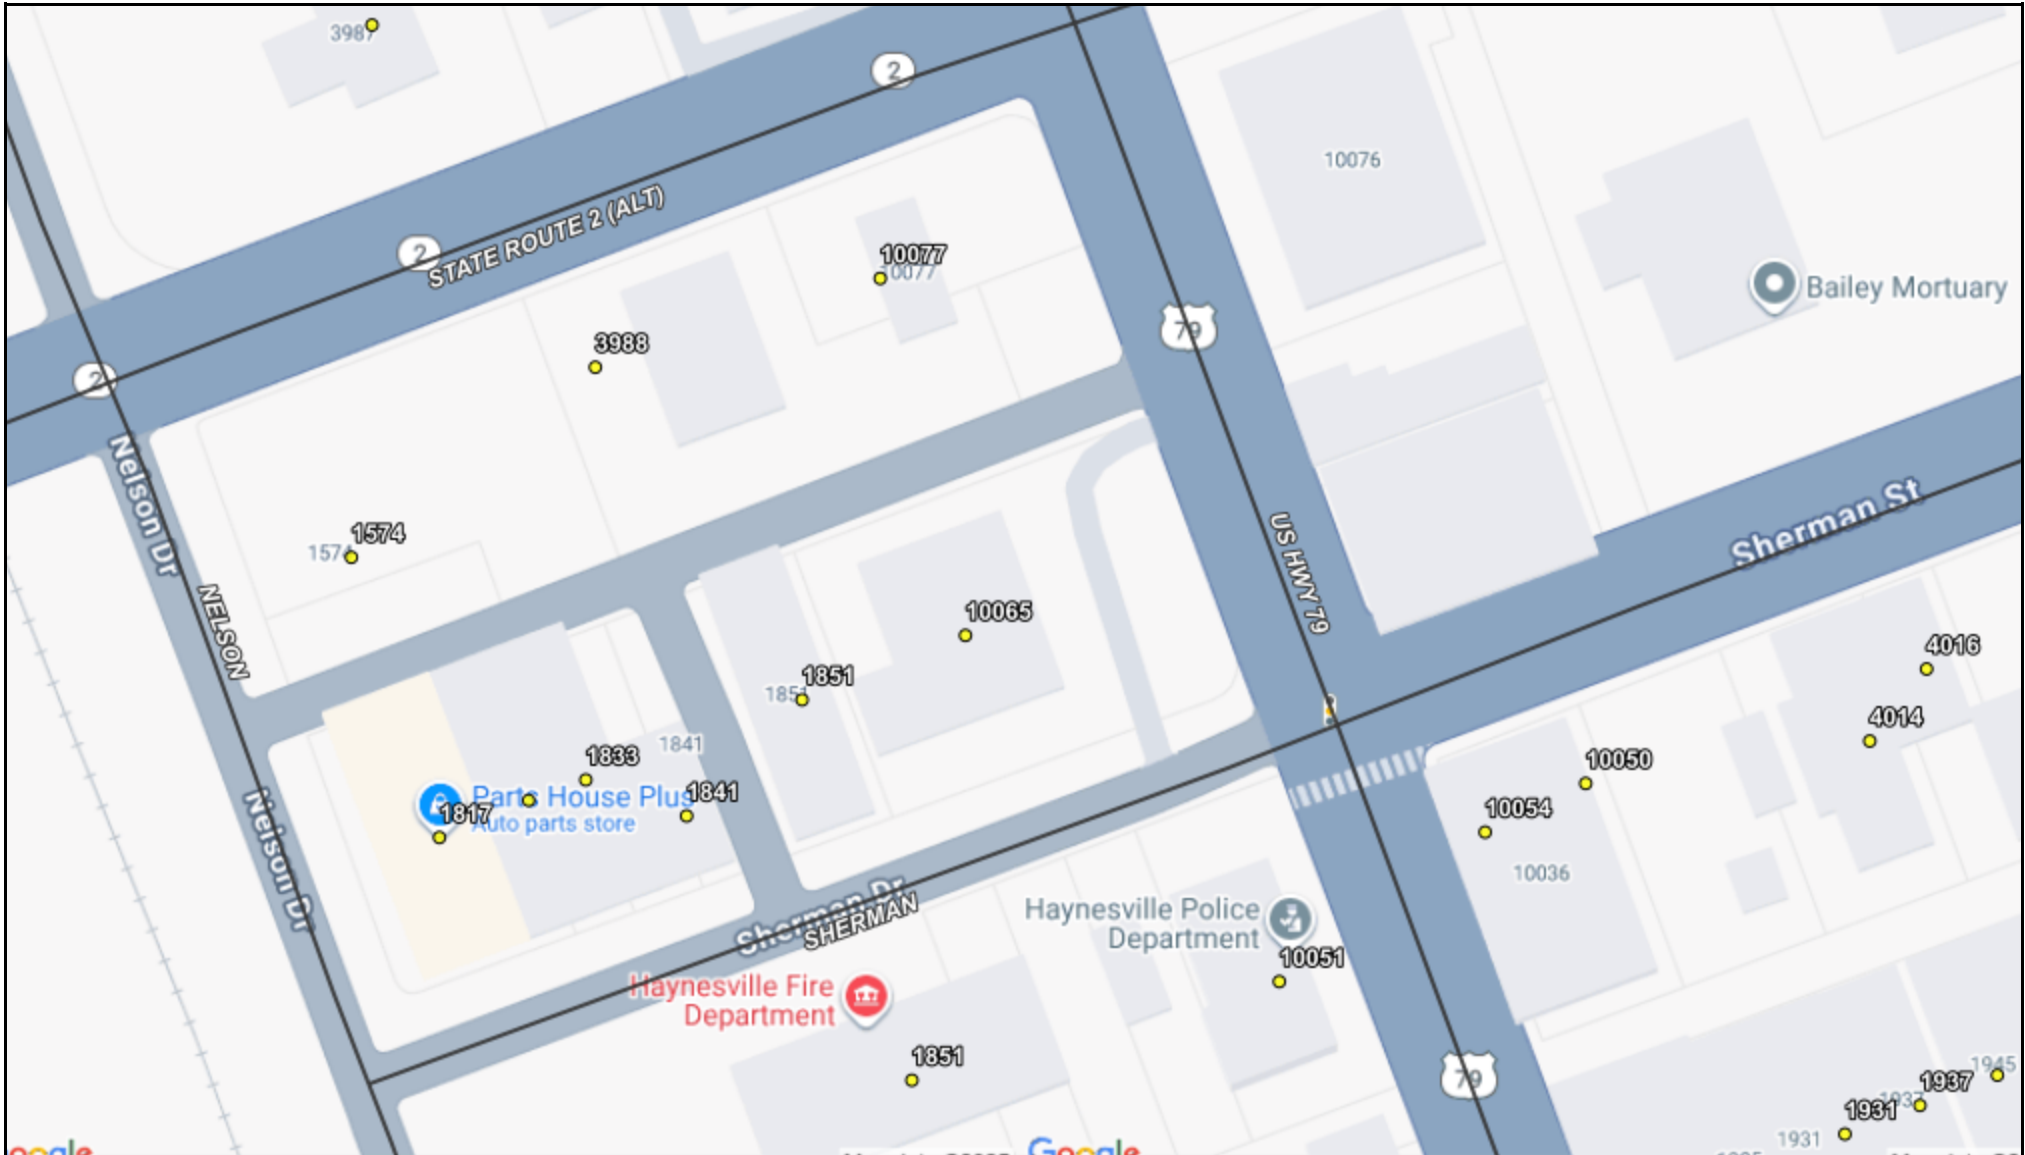 3987
2
2
STATE ROUTE 2 (ALT)
10076
10077
10077
Bailey Mortuary
79
3988
2
Nelson Dr
1574
1574
NELSON
US HWY 79
Sherman St
10065
1851
1851
4016
4014
1833
1841
1841
Parts House Plus
Auto parts store
1817
Nelson Dr
10050
10054
10036
Sherman Dr
SHERMAN
Haynesville Police
Department
10051
Haynesville Fire
Department
1851
79
1945
1937
1937
1931
1931
Google